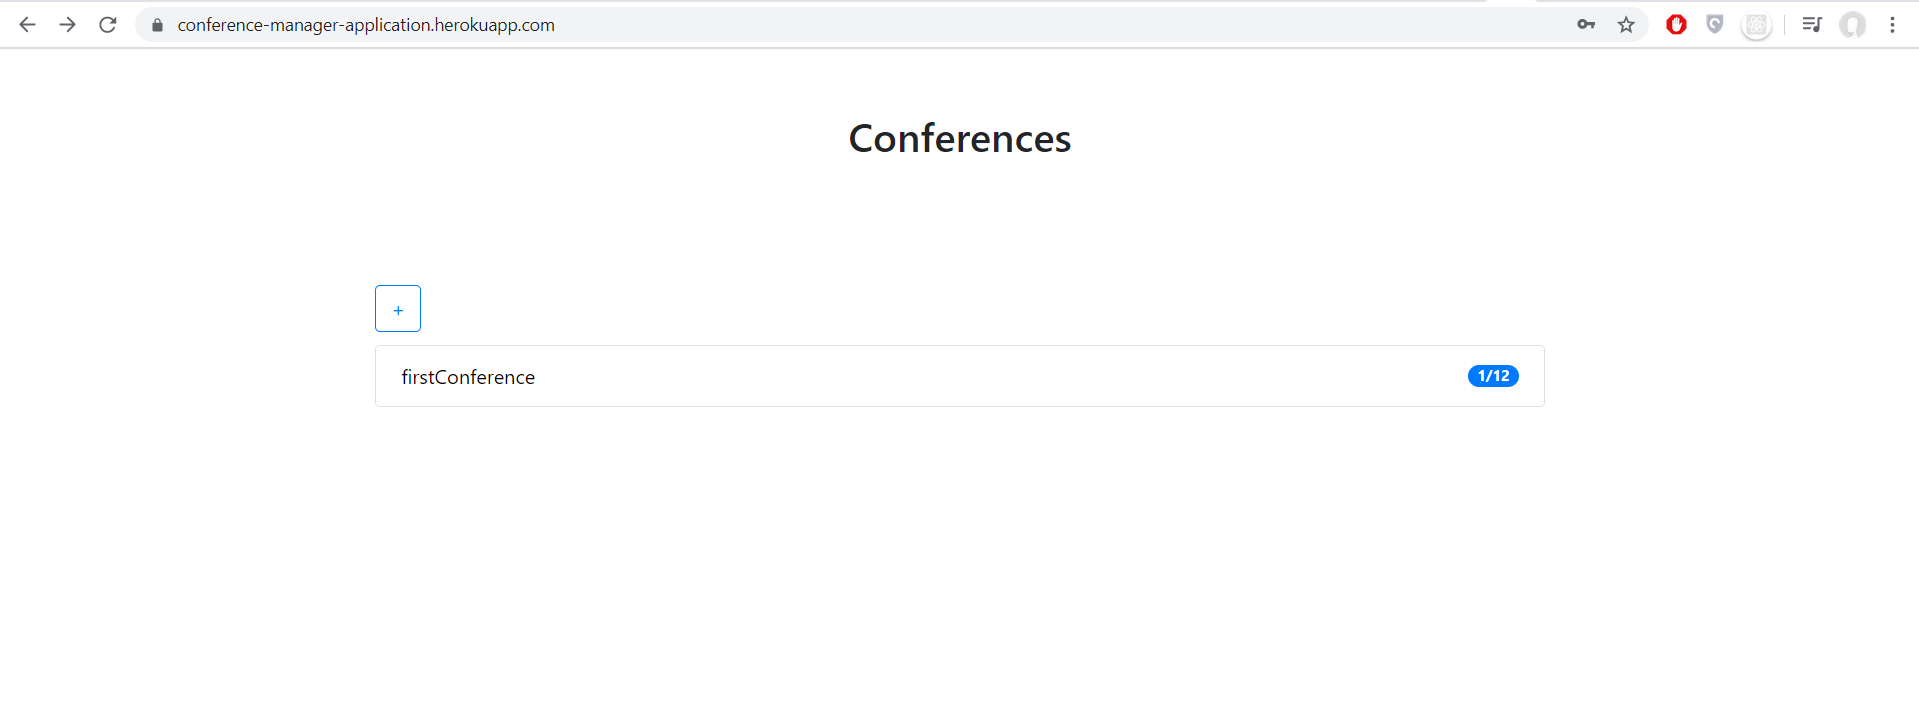 conference-manager-application.herokuapp.com
Conferences
+
firstConference 1/12